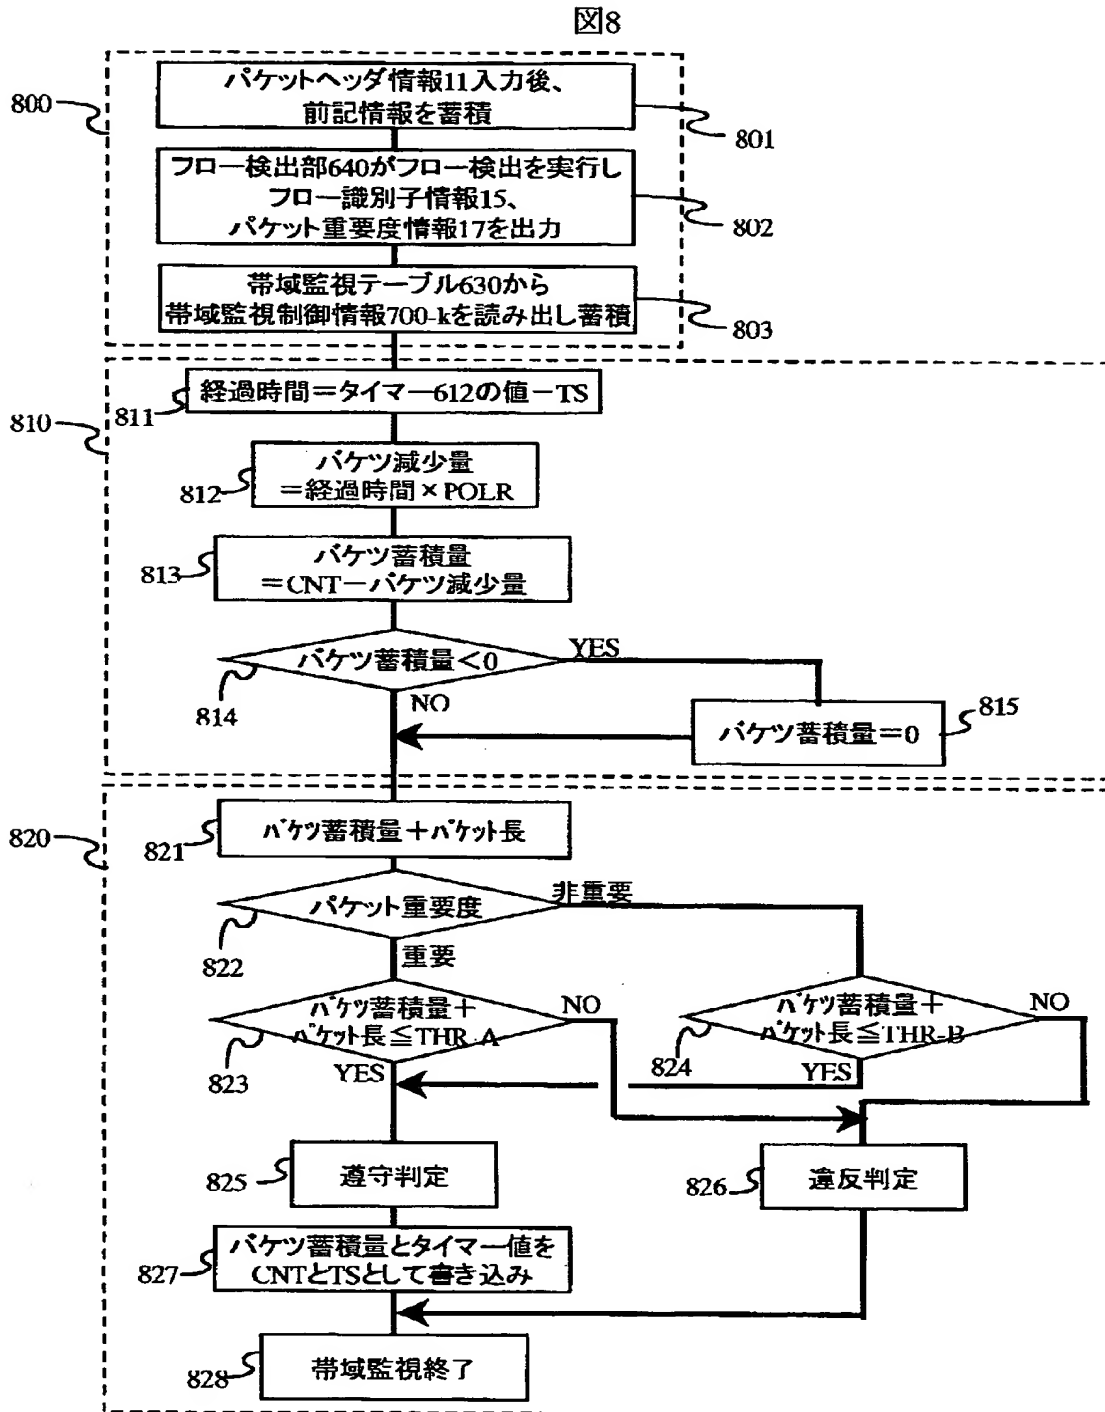 図8
800
パケットヘッダ情報11入力後、
前記情報を蓄積
801
フロー検出部640がフロー検出を実行し
フロー識別子情報15、
パケット重要度情報17を出力
802
帯域監視テーブル630から
帯域監視制御情報700-kを読み出し蓄積
803
810
経過時間＝タイマー612の値－TS
811
バケツ減少量
＝経過時間×POLR
812
バケツ蓄積量
＝CNT－バケツ減少量
813
バケツ蓄積量＜0
YES
814
NO
バケツ蓄積量＝0
815
820
バケツ蓄積量＋パケット長
821
パケット重要度
非重要
822
重要
バケツ蓄積量＋
パケット長≦THR-A
NO
823
YES
バケツ蓄積量＋
パケット長≦THR-B
NO
824
YES
遵守判定
825
違反判定
826
バケツ蓄積量とタイマー値を
CNTとTSとして書き込み
827
帯域監視終了
828